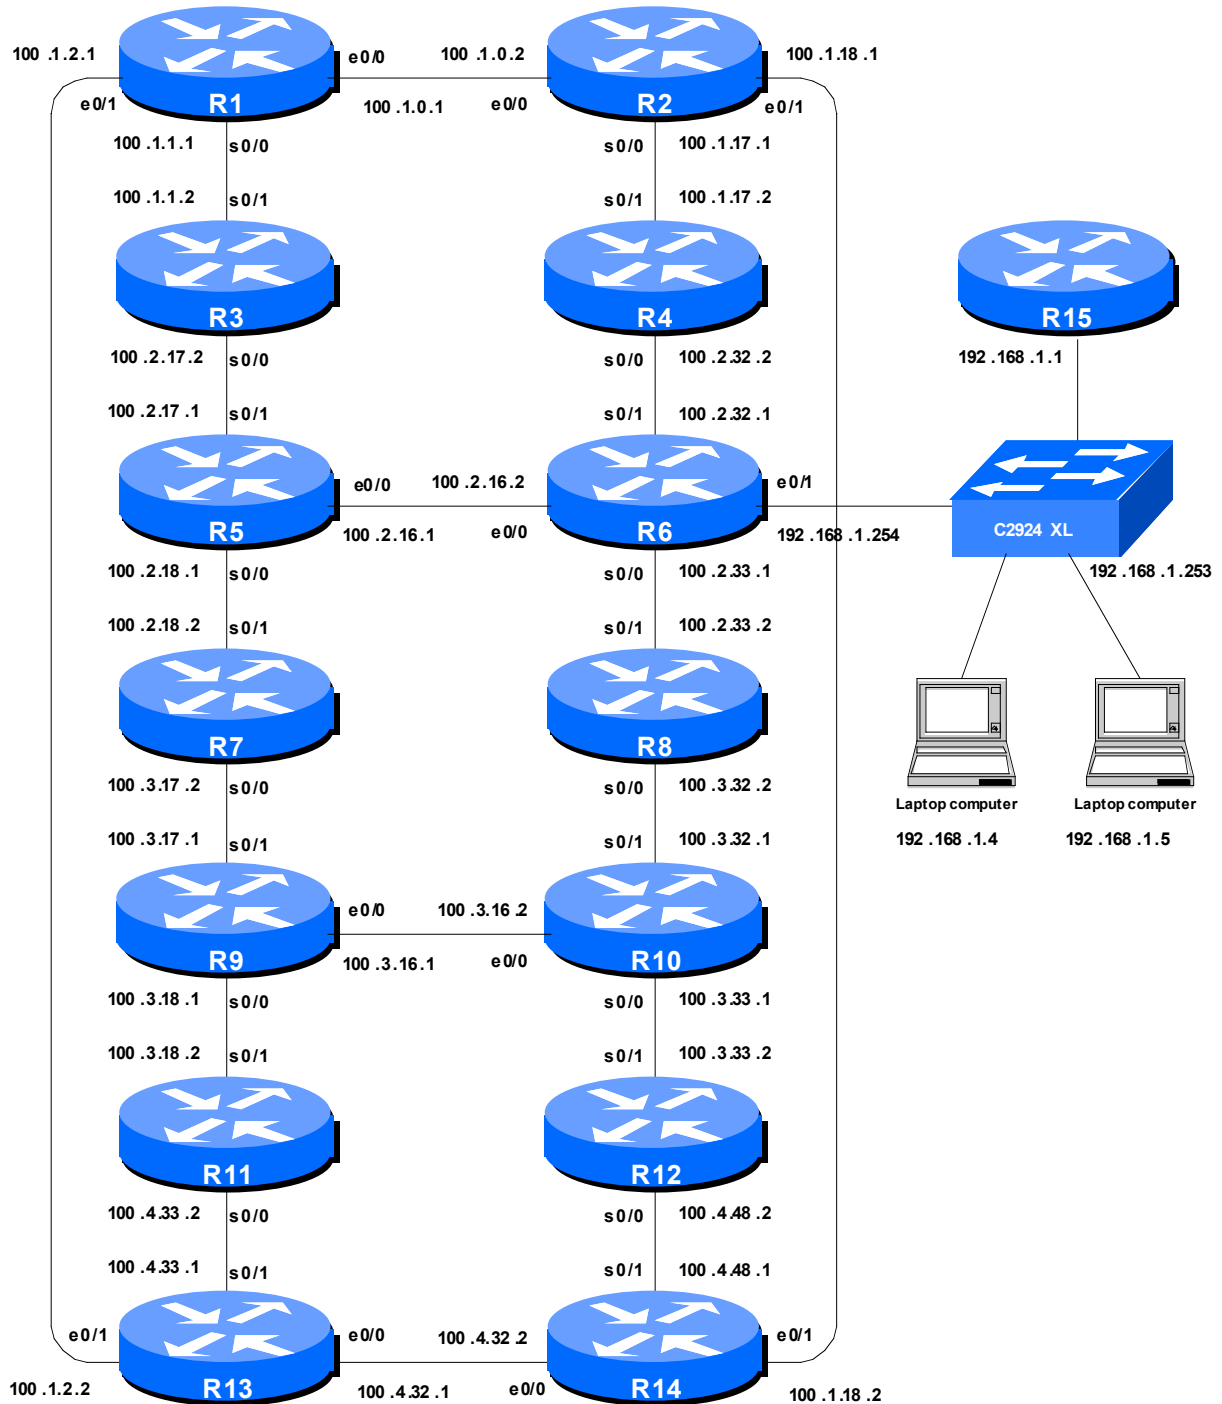 100 .1.2.1
e0/0
100 .1.0.2
100 .1.18 .1
e0/1
R1
100 .1.0.1
e0/0
R2
e0/1
100 .1.1.1
s0/0
s0/0
100 .1.17 .1
100 .1.1.2
s0/1
s0/1
100 .1.17 .2
R3
R4
R15
100 .2.17 .2
s0/0
s0/0
100 .2.32 .2
192 .168 .1.1
100 .2.17 .1
s0/1
s0/1
100 .2.32 .1
e0/0
100 .2.16.2
e0/1
R5
100 .2.16.1
e0/0
R6
192 .168 .1.254
C2924 XL
100 .2.18 .1
s0/0
s0/0
100 .2.33 .1
192 .168 .1.253
100 .2.18 .2
s0/1
s0/1
100 .2.33 .2
R7
R8
100 .3.17 .2
s0/0
s0/0
100 .3.32 .2
Laptop computer
Laptop computer
100 .3.17 .1
s0/1
s0/1
100 .3.32 .1
192 .168 .1.4
192 .168 .1.5
e0/0
100 .3.16 .2
R9
100 .3.16.1
e0/0
R10
100 .3.18 .1
s0/0
s0/0
100 .3.33 .1
100 .3.18 .2
s0/1
s0/1
100 .3.33 .2
R11
R12
100 .4.33 .2
s0/0
s0/0
100 .4.48 .2
100 .4.33 .1
s0/1
s0/1
100 .4.48 .1
e0/1
e0/0
100 .4.32 .2
e0/1
100 .1.2.2
R13
100 .4.32 .1
e0/0
R14
100 .1.18 .2